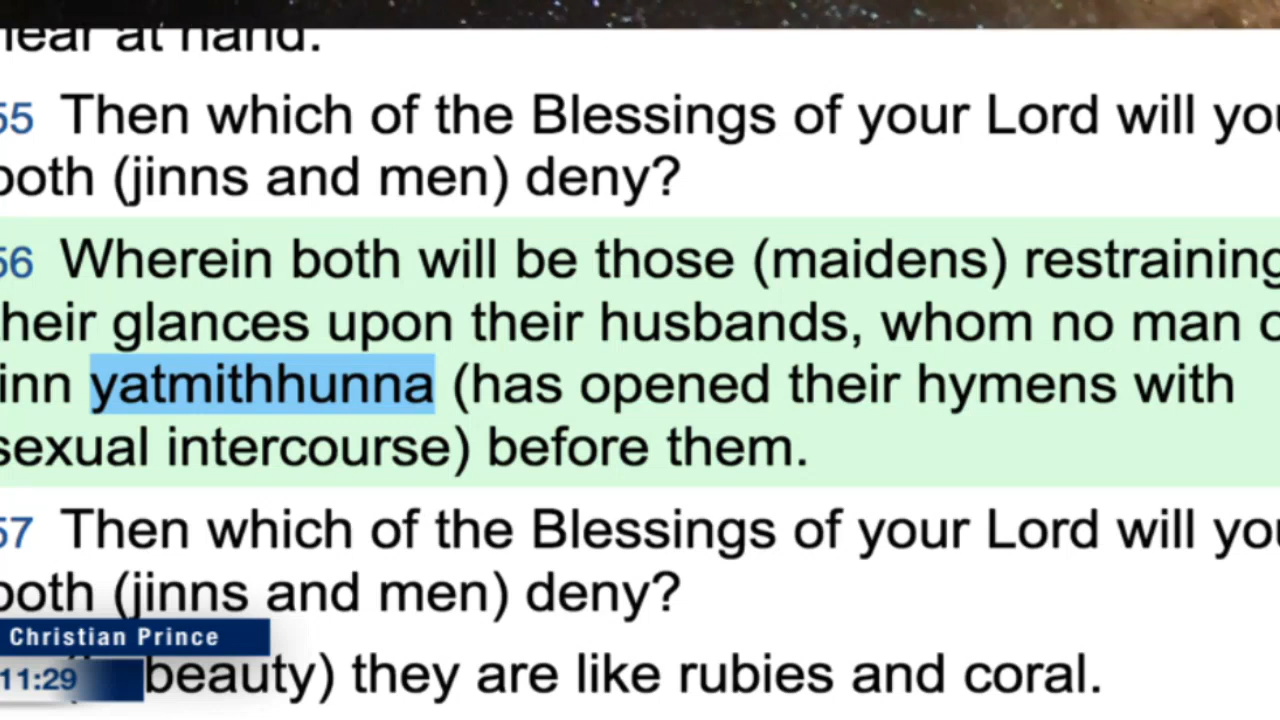 near at hand.
55 Then which of the Blessings of your Lord will you
both (jinns and men) deny?
56 Wherein both will be those (maidens) restraining
their glances upon their husbands, whom no man o
inn yatmithhunna (has opened their hymens with
sexual intercourse) before them.
57 Then which of the Blessings of your Lord will you
both (jinns and men) deny?
Christian Prince
11:29
beauty) they are like rubies and coral.